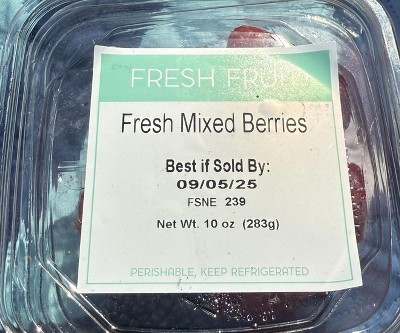 FRESH FRUIT
Fresh Mixed Berries
Best if Sold By:
09/05/25
FSNE 239
Net Wt. 10 oz (283g)
PERISHABLE, KEEP REFRIGERATED